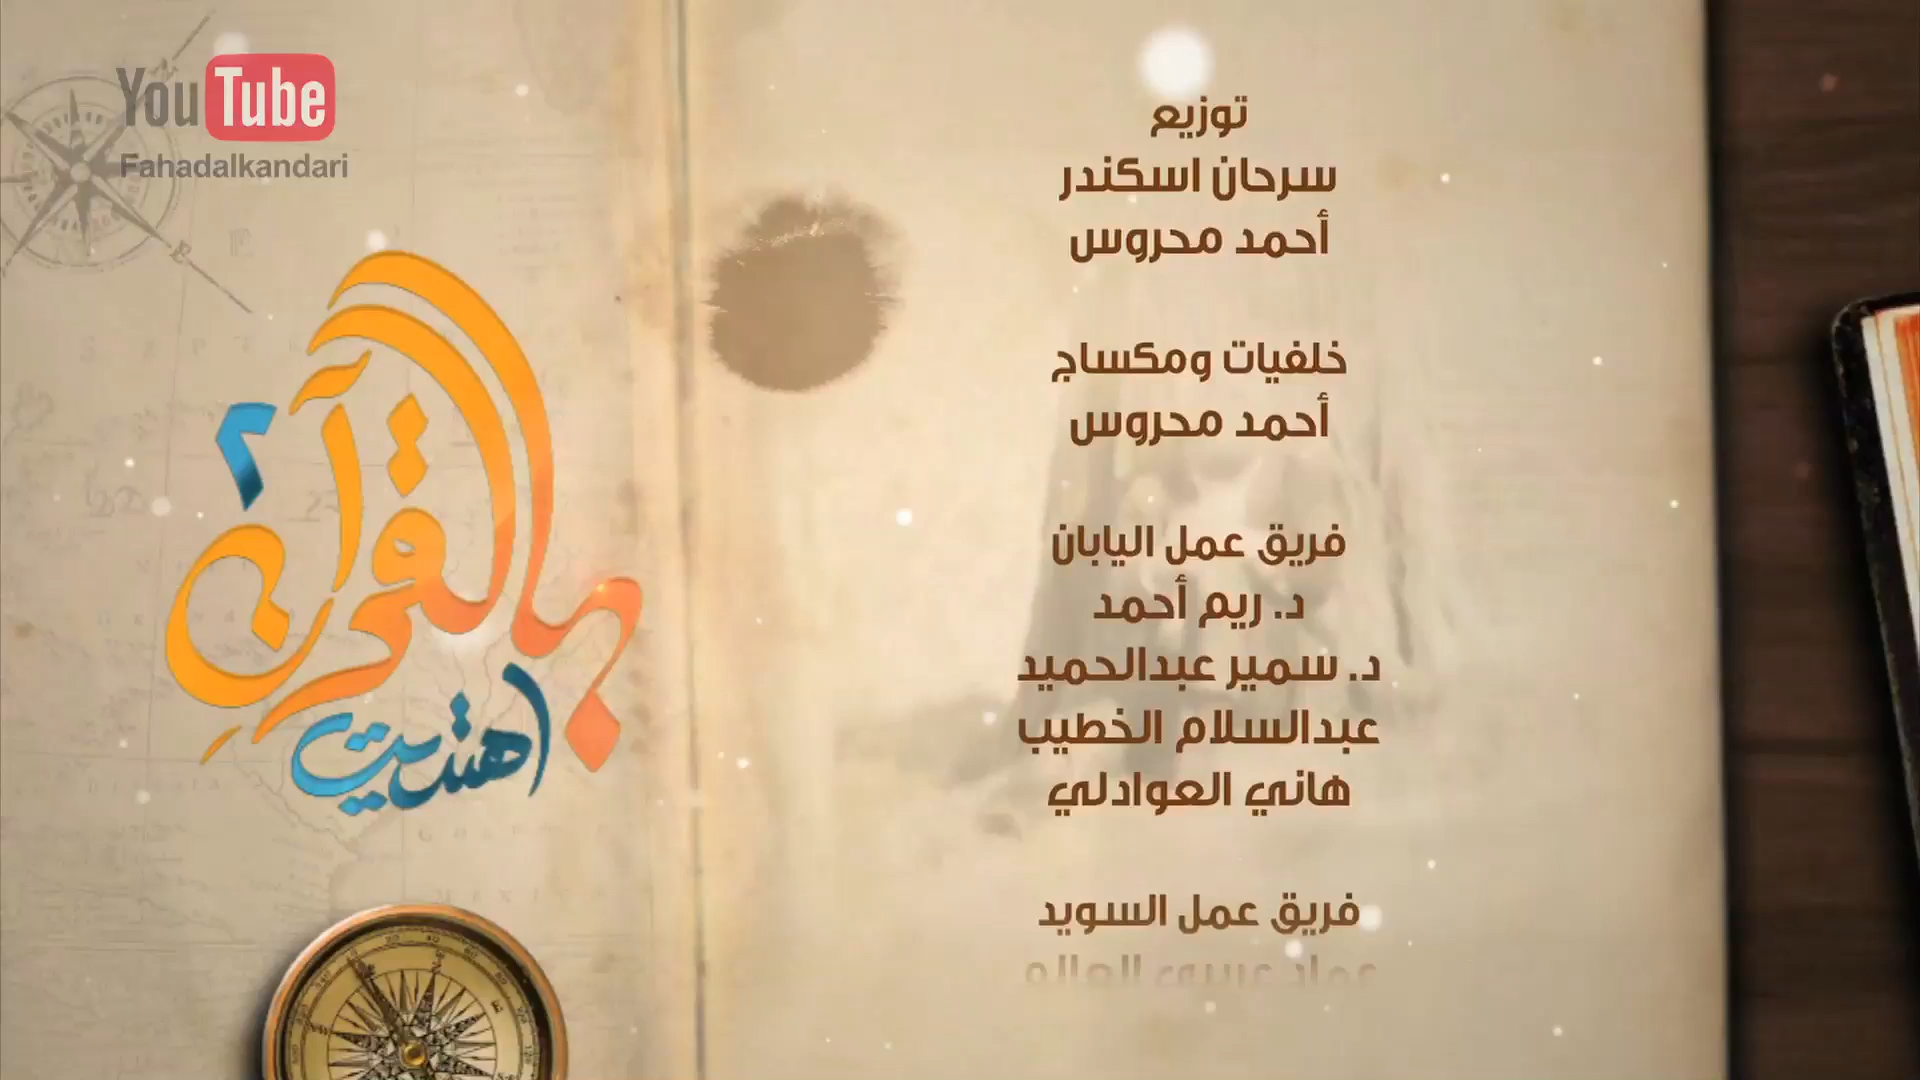 YouTube
Fahadalkandari
توزيع
سرحان اسكندر
أحمد محروس
خلفيات ومكساج
أحمد محروس
فريق عمل اليابان
د. ريم أحمد
د. سمير عبدالحميد
عبدالسلام الخطيب
هاني العوادلي
فريق عمل السويد
بالقرآن
اهتديت
٢